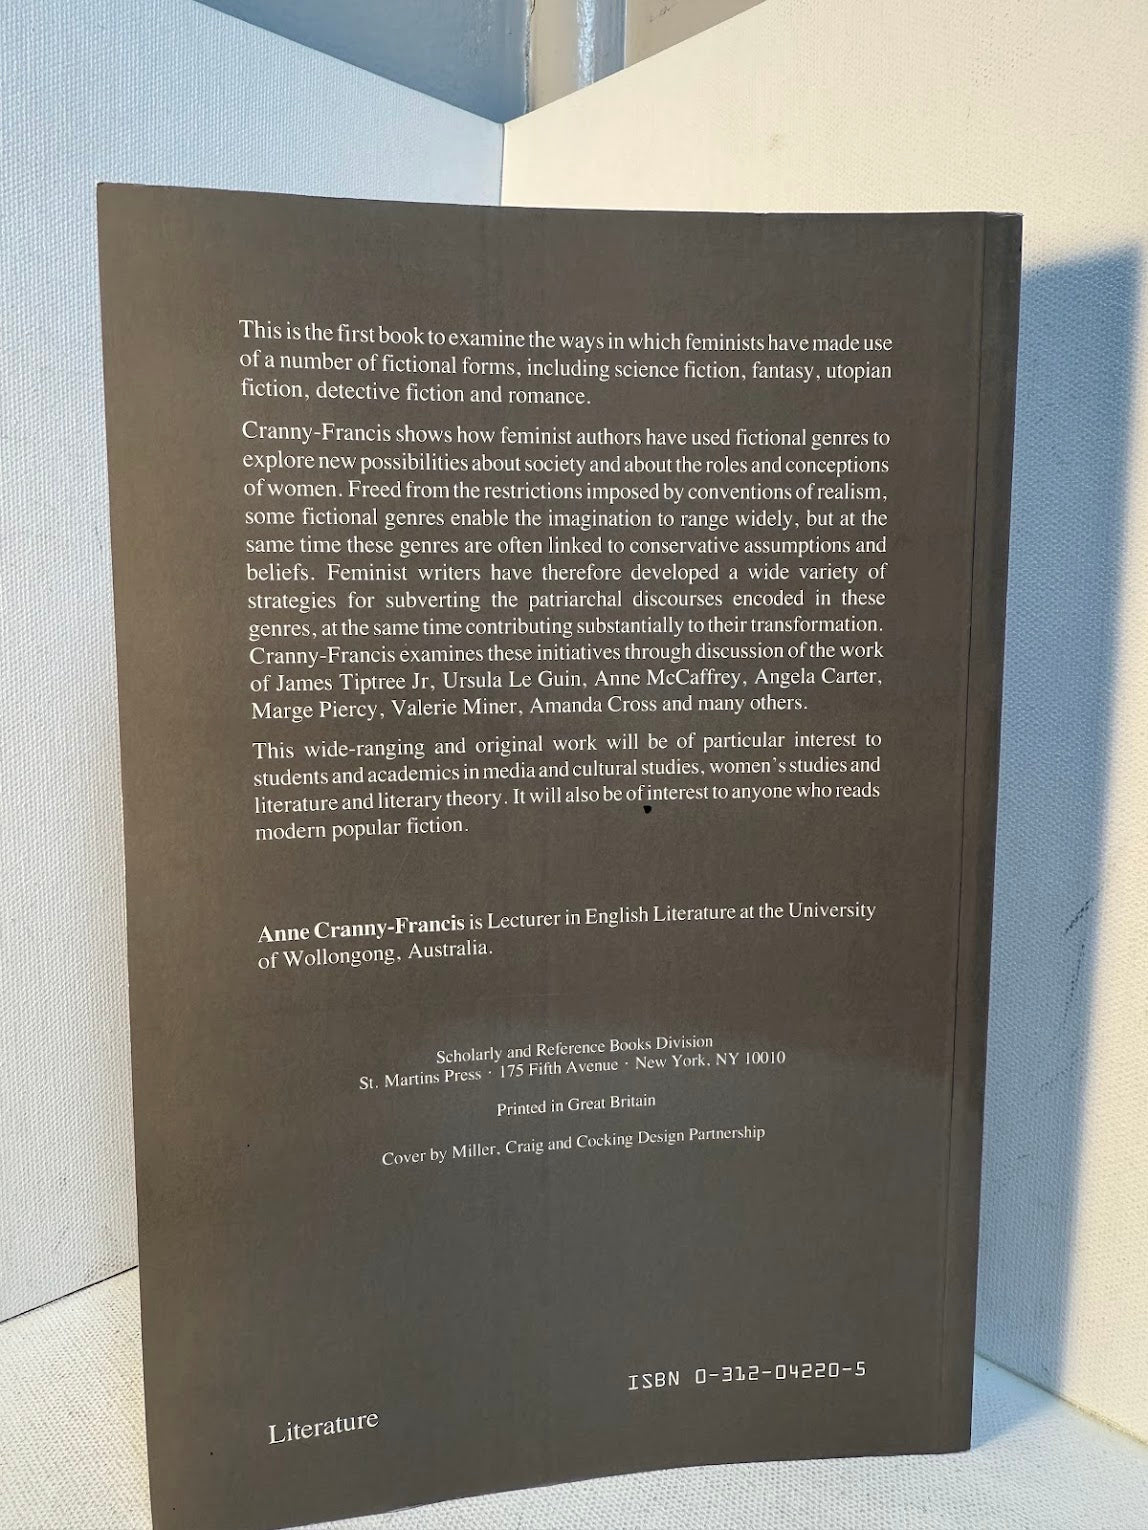 This is the first book to examine the ways in which feminists have made use
of a number of fictional forms, including science fiction, fantasy, utopian
fiction, detective fiction and romance.
Cranny-Francis shows how feminist authors have used fictional genres to
explore new possibilities about society and about the roles and conceptions
of women. Freed from the restrictions imposed by conventions of realism,
some fictional genres enable the imagination to range widely, but at the
same time these genres are often linked to conservative assumptions and
beliefs. Feminist writers have therefore developed a wide variety of
strategies for subverting the patriarchal discourses encoded in these
genres, at the same time contributing substantially to their transformation.
Cranny-Francis examines these initiatives through discussion of the work
of James Tiptree Jr, Ursula Le Guin, Anne McCaffrey, Angela Carter,
Marge Piercy, Valerie Miner, Amanda Cross and many others.
This wide-ranging and original work will be of particular interest to
students and academics in media and cultural studies, women's studies and
literature and literary theory. It will also be of interest to anyone who reads
modern popular fiction.
Anne Cranny-Francis is Lecturer in English Literature at the University
of Wollongong, Australia.
Scholarly and Reference Books Division
St. Martins Press · 175 Fifth Avenue · New York, NY 10010
Printed in Great Britain
Cover by Miller, Craig and Cocking Design Partnership
ISBN 0-312-04220-5
Literature